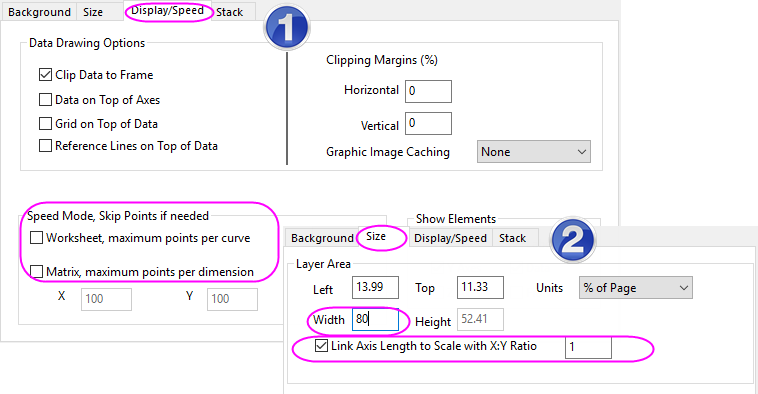 Background Size Display/Speed Stack
1
Data Drawing Options
Clip Data to Frame
Data on Top of Axes
Grid on Top of Data
Reference Lines on Top of Data
Clipping Margins (%)
Horizontal 0
Vertical 0
Graphic Image Caching None
Speed Mode, Skip Points if needed
Worksheet, maximum points per curve
Matrix, maximum points per dimension
X 100 Y 100
Show Elements
2
Background Size Display/Speed Stack
Layer Area
Left 13.99 Top 11.33 Units % of Page
Width 80 Height 52.41
Link Axis Length to Scale with X:Y Ratio 1